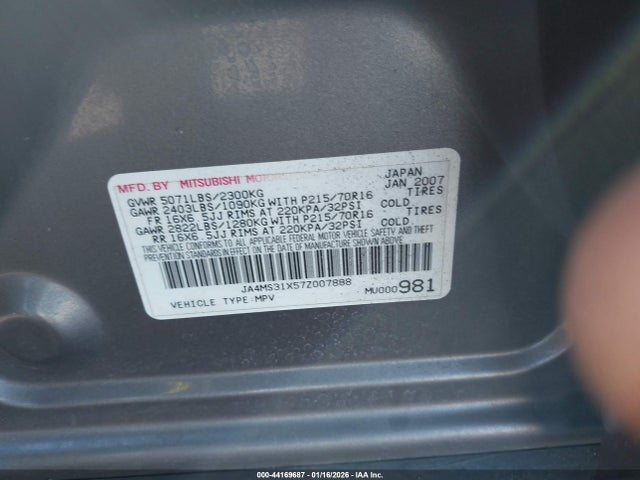 MFD. BY MITSUBISHI MOTORS JAPAN
GVWR 5071LBS/2300KG JAN 2007
GAWR 2403LBS/1090KG WITH P215/70R16 TIRES
FR 16X6.5JJ RIMS AT 220KPA/32PSI COLD.
GAWR 2822LBS/1280KG WITH P215/70R16 TIRES
RR 16X6.5JJ RIMS AT 220KPA/32PSI COLD.
THIS VEHICLE CONFORMS TO ALL APPLICABLE FEDERAL MOTOR VEHICLE SAFETY AND THEFT
PREVENTION STANDARDS IN EFFECT ON THE DATE OF MANUFACTURE SHOWN ABOVE.
JA4MS31X57Z007888 MU000981
VEHICLE TYPE:MPV
000-44169687 - 01/16/2026 - IAA Inc.